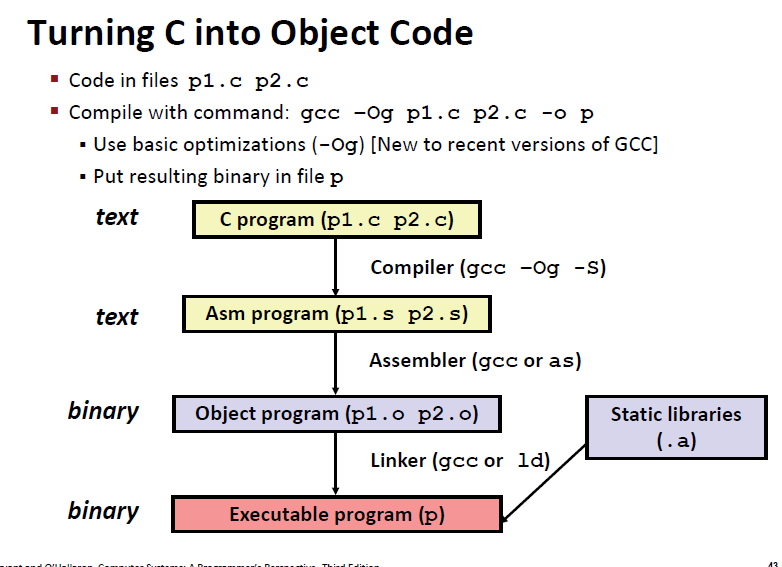 Turning C into Object Code
▪ Code in files p1.c p2.c
▪ Compile with command: gcc –Og p1.c p2.c -o p
▪ Use basic optimizations (-Og) [New to recent versions of GCC]
▪ Put resulting binary in file p
text
C program (p1.c p2.c)
Compiler (gcc –Og -S)
text
Asm program (p1.s p2.s)
Assembler (gcc or as)
binary
Object program (p1.o p2.o)
Static libraries
(.a)
Linker (gcc or ld)
binary
Executable program (p)
and O'Hallaron, Computer Systems: A Programmer's Perspective, Third Edition
43